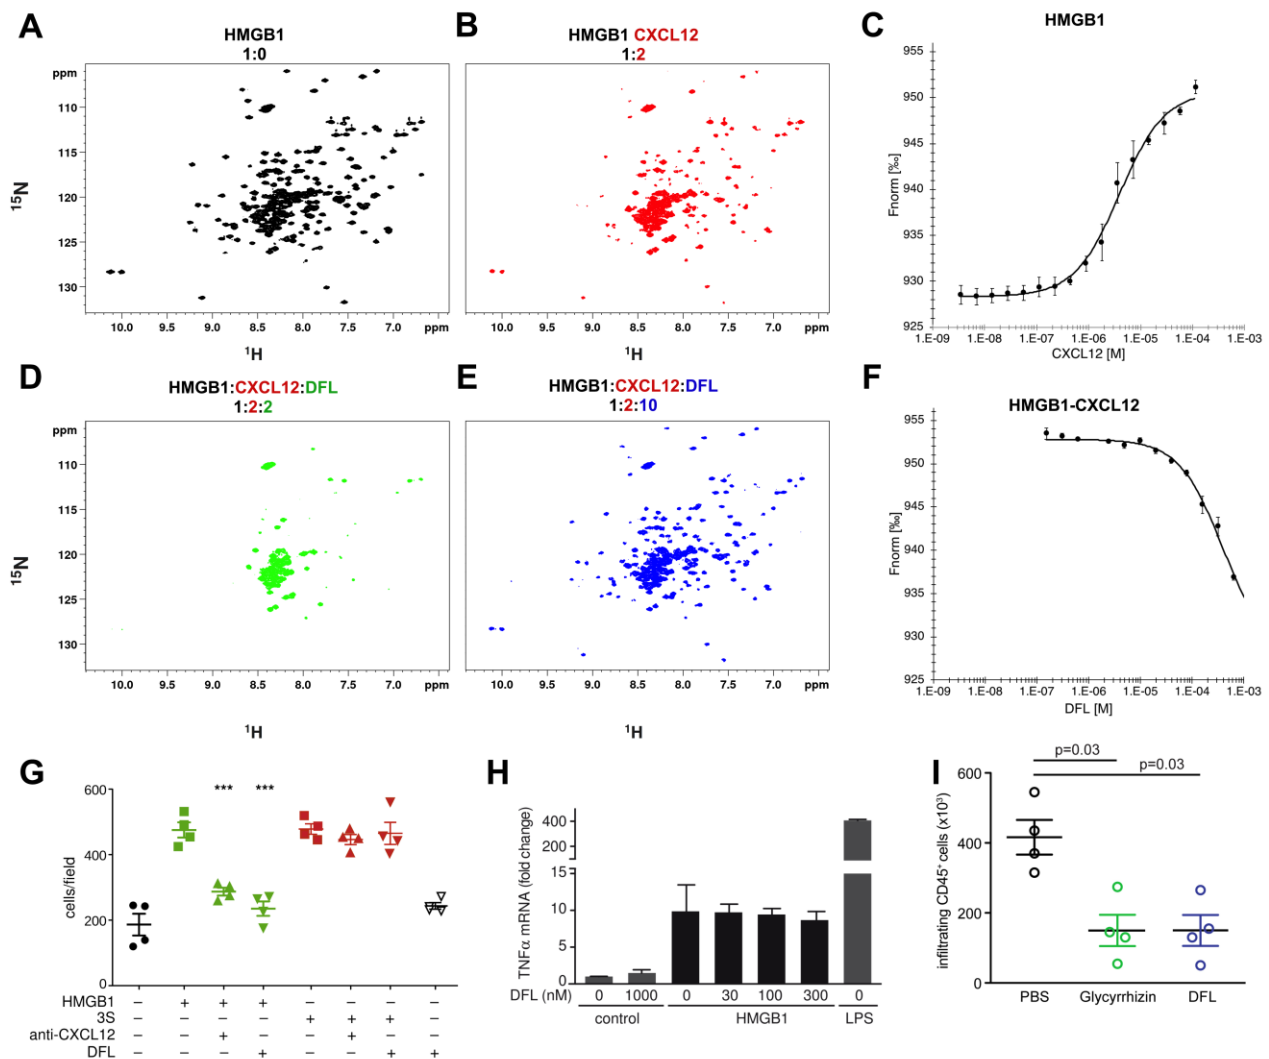 A
HMGB1
1:0
ppm
110
115
120
125
130
15N
10.0 9.5 9.0 8.5 8.0 7.5 7.0 ppm
1H
B
HMGB1 CXCL12
1:2
10.0 9.5 9.0 8.5 8.0 7.5 7.0 ppm
1H
C
HMGB1
955
950
945
940
935
930
925
Fnorm [‰]
1.E-09 1.E-08 1.E-07 1.E-06 1.E-05 1.E-04 1.E-03
CXCL12 [M]
D
HMGB1:CXCL12:DFL
1:2:2
ppm
110
115
120
125
130
15N
10.0 9.5 9.0 8.5 8.0 7.5 7.0 ppm
1H
E
HMGB1:CXCL12:DFL
1:2:10
10.0 9.5 9.0 8.5 8.0 7.5 7.0 ppm
1H
F
HMGB1-CXCL12
955
950
945
940
935
930
925
Fnorm [‰]
1.E-09 1.E-08 1.E-07 1.E-06 1.E-05 1.E-04 1.E-03
DFL [M]
G
600
400
200
0
cells/field
*** ***
HMGB1 – + + + – – – –
3S – – – – + + + –
anti-CXCL12 – – + – – + – –
DFL – – – + – – + +
H
TNFα mRNA (fold change)
400
200
15
10
5
0
DFL (nM) 0 1000 0 30 100 300 0
control HMGB1 LPS
I
p=0.03
p=0.03
600
400
200
0
infiltrating CD45+ cells (x10³)
PBS Glycyrrhizin DFL